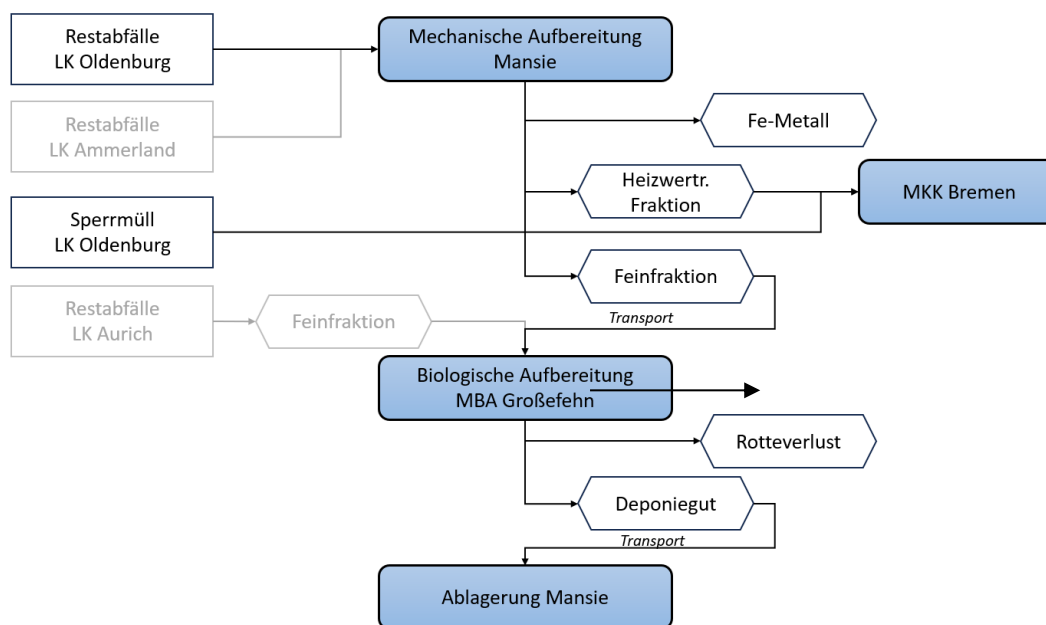 Restabfälle
LK Oldenburg
Mechanische Aufbereitung
Mansie
Restabfälle
LK Ammerland
Fe-Metall
Heizwertr.
Fraktion
MKK Bremen
Sperrmüll
LK Oldenburg
Feinfraktion
Transport
Restabfälle
LK Aurich
Feinfraktion
Biologische Aufbereitung
MBA Großefehn
Rotteverlust
Deponiegut
Transport
Ablagerung Mansie